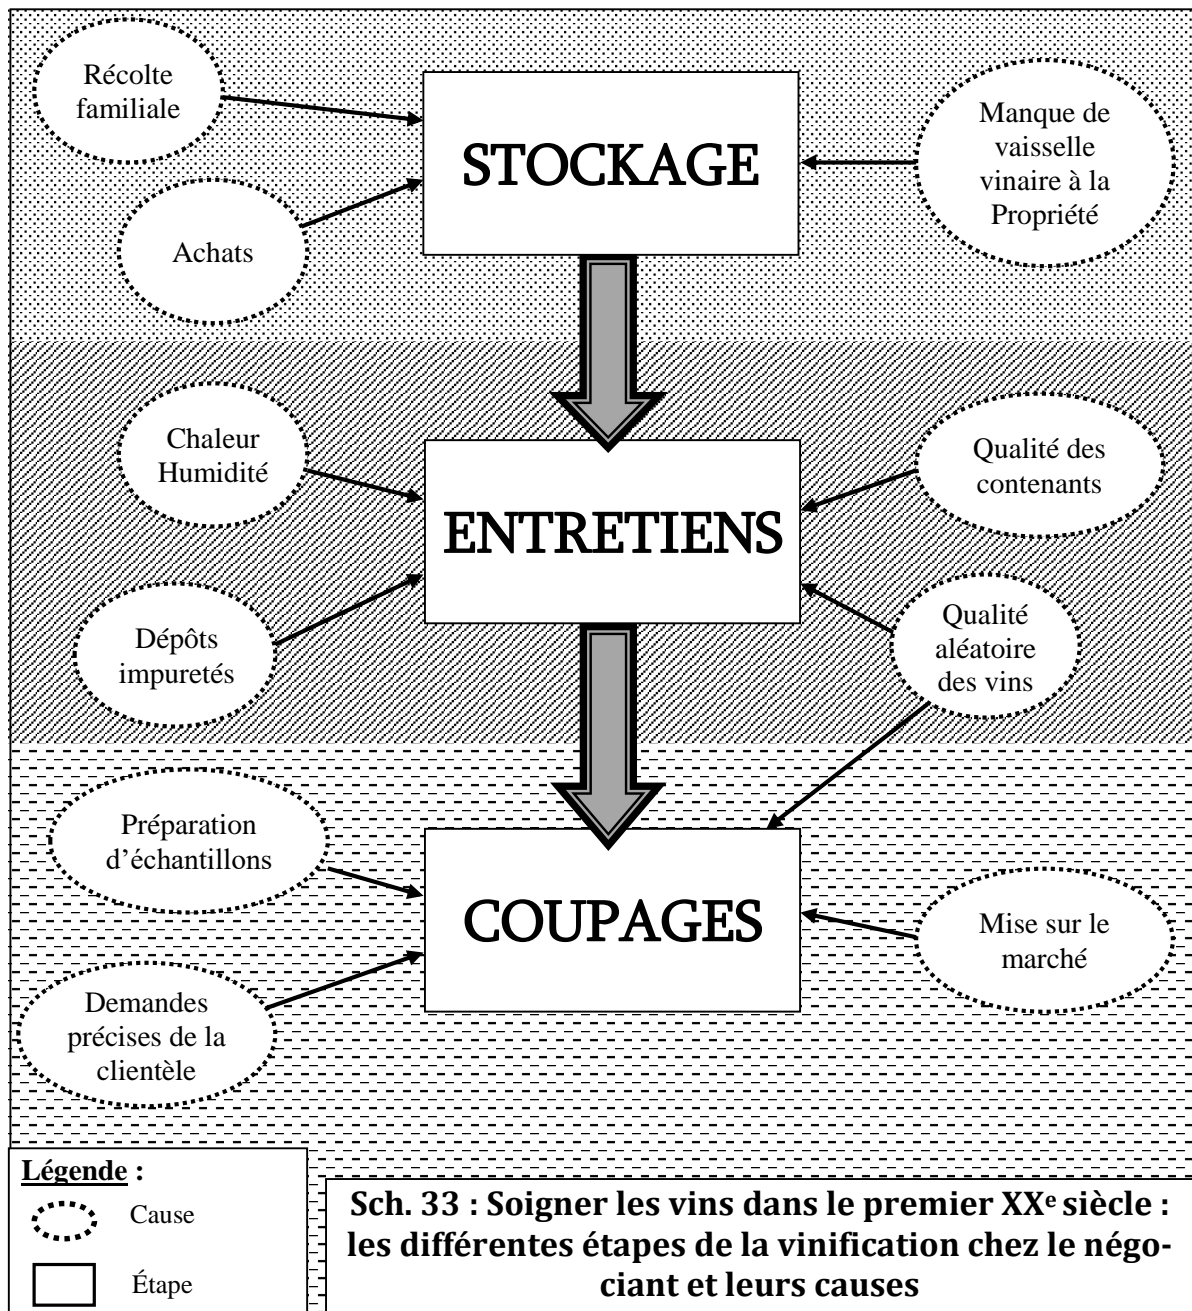 Récolte
familiale
STOCKAGE
Manque de
vaisselle
vinaire à la
Propriété
Achats
Chaleur
Humidité
ENTRETIENS
Qualité des
contenants
Dépôts
impuretés
Qualité
aléatoire
des vins
Préparation
d’échantillons
COUPAGES
Mise sur le
marché
Demandes
précises de la
clientèle
Légende :
Cause
Étape
Sch. 33 : Soigner les vins dans le premier XXe siècle :
les différentes étapes de la vinification chez le négo-
ciant et leurs causes